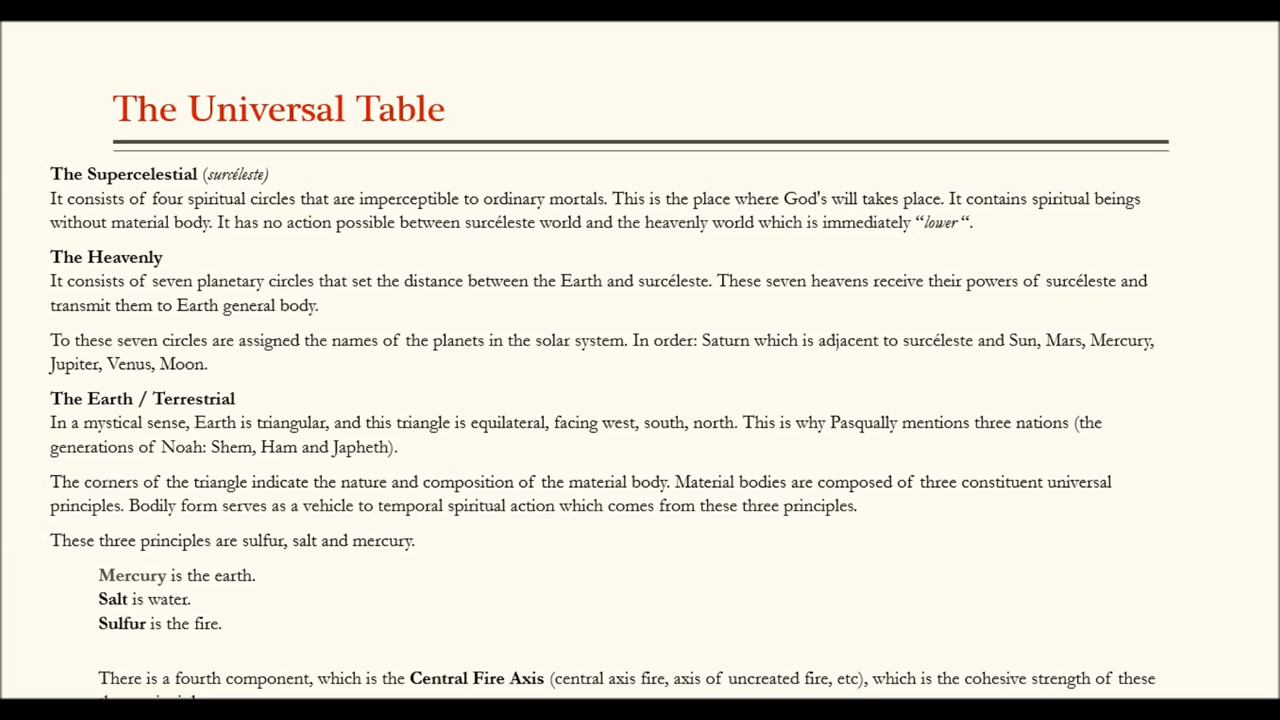 The Universal Table
The Supercelestial (surcéleste)
It consists of four spiritual circles that are imperceptible to ordinary mortals. This is the place where God's will takes place. It contains spiritual beings
without material body. It has no action possible between surcéleste world and the heavenly world which is immediately “lower “.
The Heavenly
It consists of seven planetary circles that set the distance between the Earth and surcéleste. These seven heavens receive their powers of surcéleste and
transmit them to Earth general body.
To these seven circles are assigned the names of the planets in the solar system. In order: Saturn which is adjacent to surcéleste and Sun, Mars, Mercury,
Jupiter, Venus, Moon.
The Earth / Terrestrial
In a mystical sense, Earth is triangular, and this triangle is equilateral, facing west, south, north. This is why Pasqually mentions three nations (the
generations of Noah: Shem, Ham and Japheth).
The corners of the triangle indicate the nature and composition of the material body. Material bodies are composed of three constituent universal
principles. Bodily form serves as a vehicle to temporal spiritual action which comes from these three principles.
These three principles are sulfur, salt and mercury.
Mercury is the earth.
Salt is water.
Sulfur is the fire.
There is a fourth component, which is the Central Fire Axis (central axis fire, axis of uncreated fire, etc), which is the cohesive strength of these